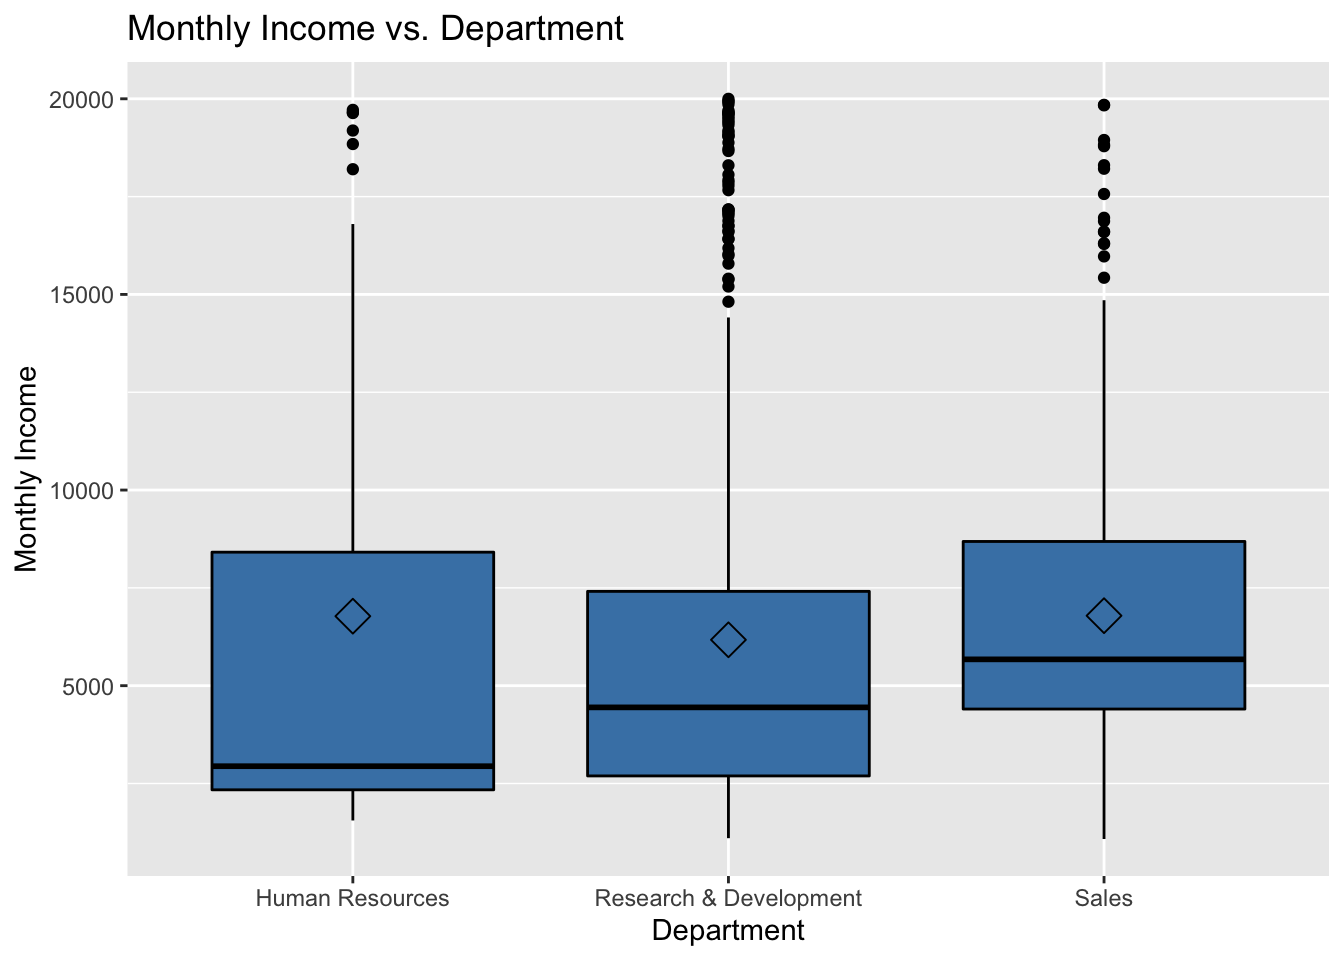 Monthly Income vs. Department
Monthly Income
20000
15000
10000
5000
Human Resources
Research & Development
Sales
Department